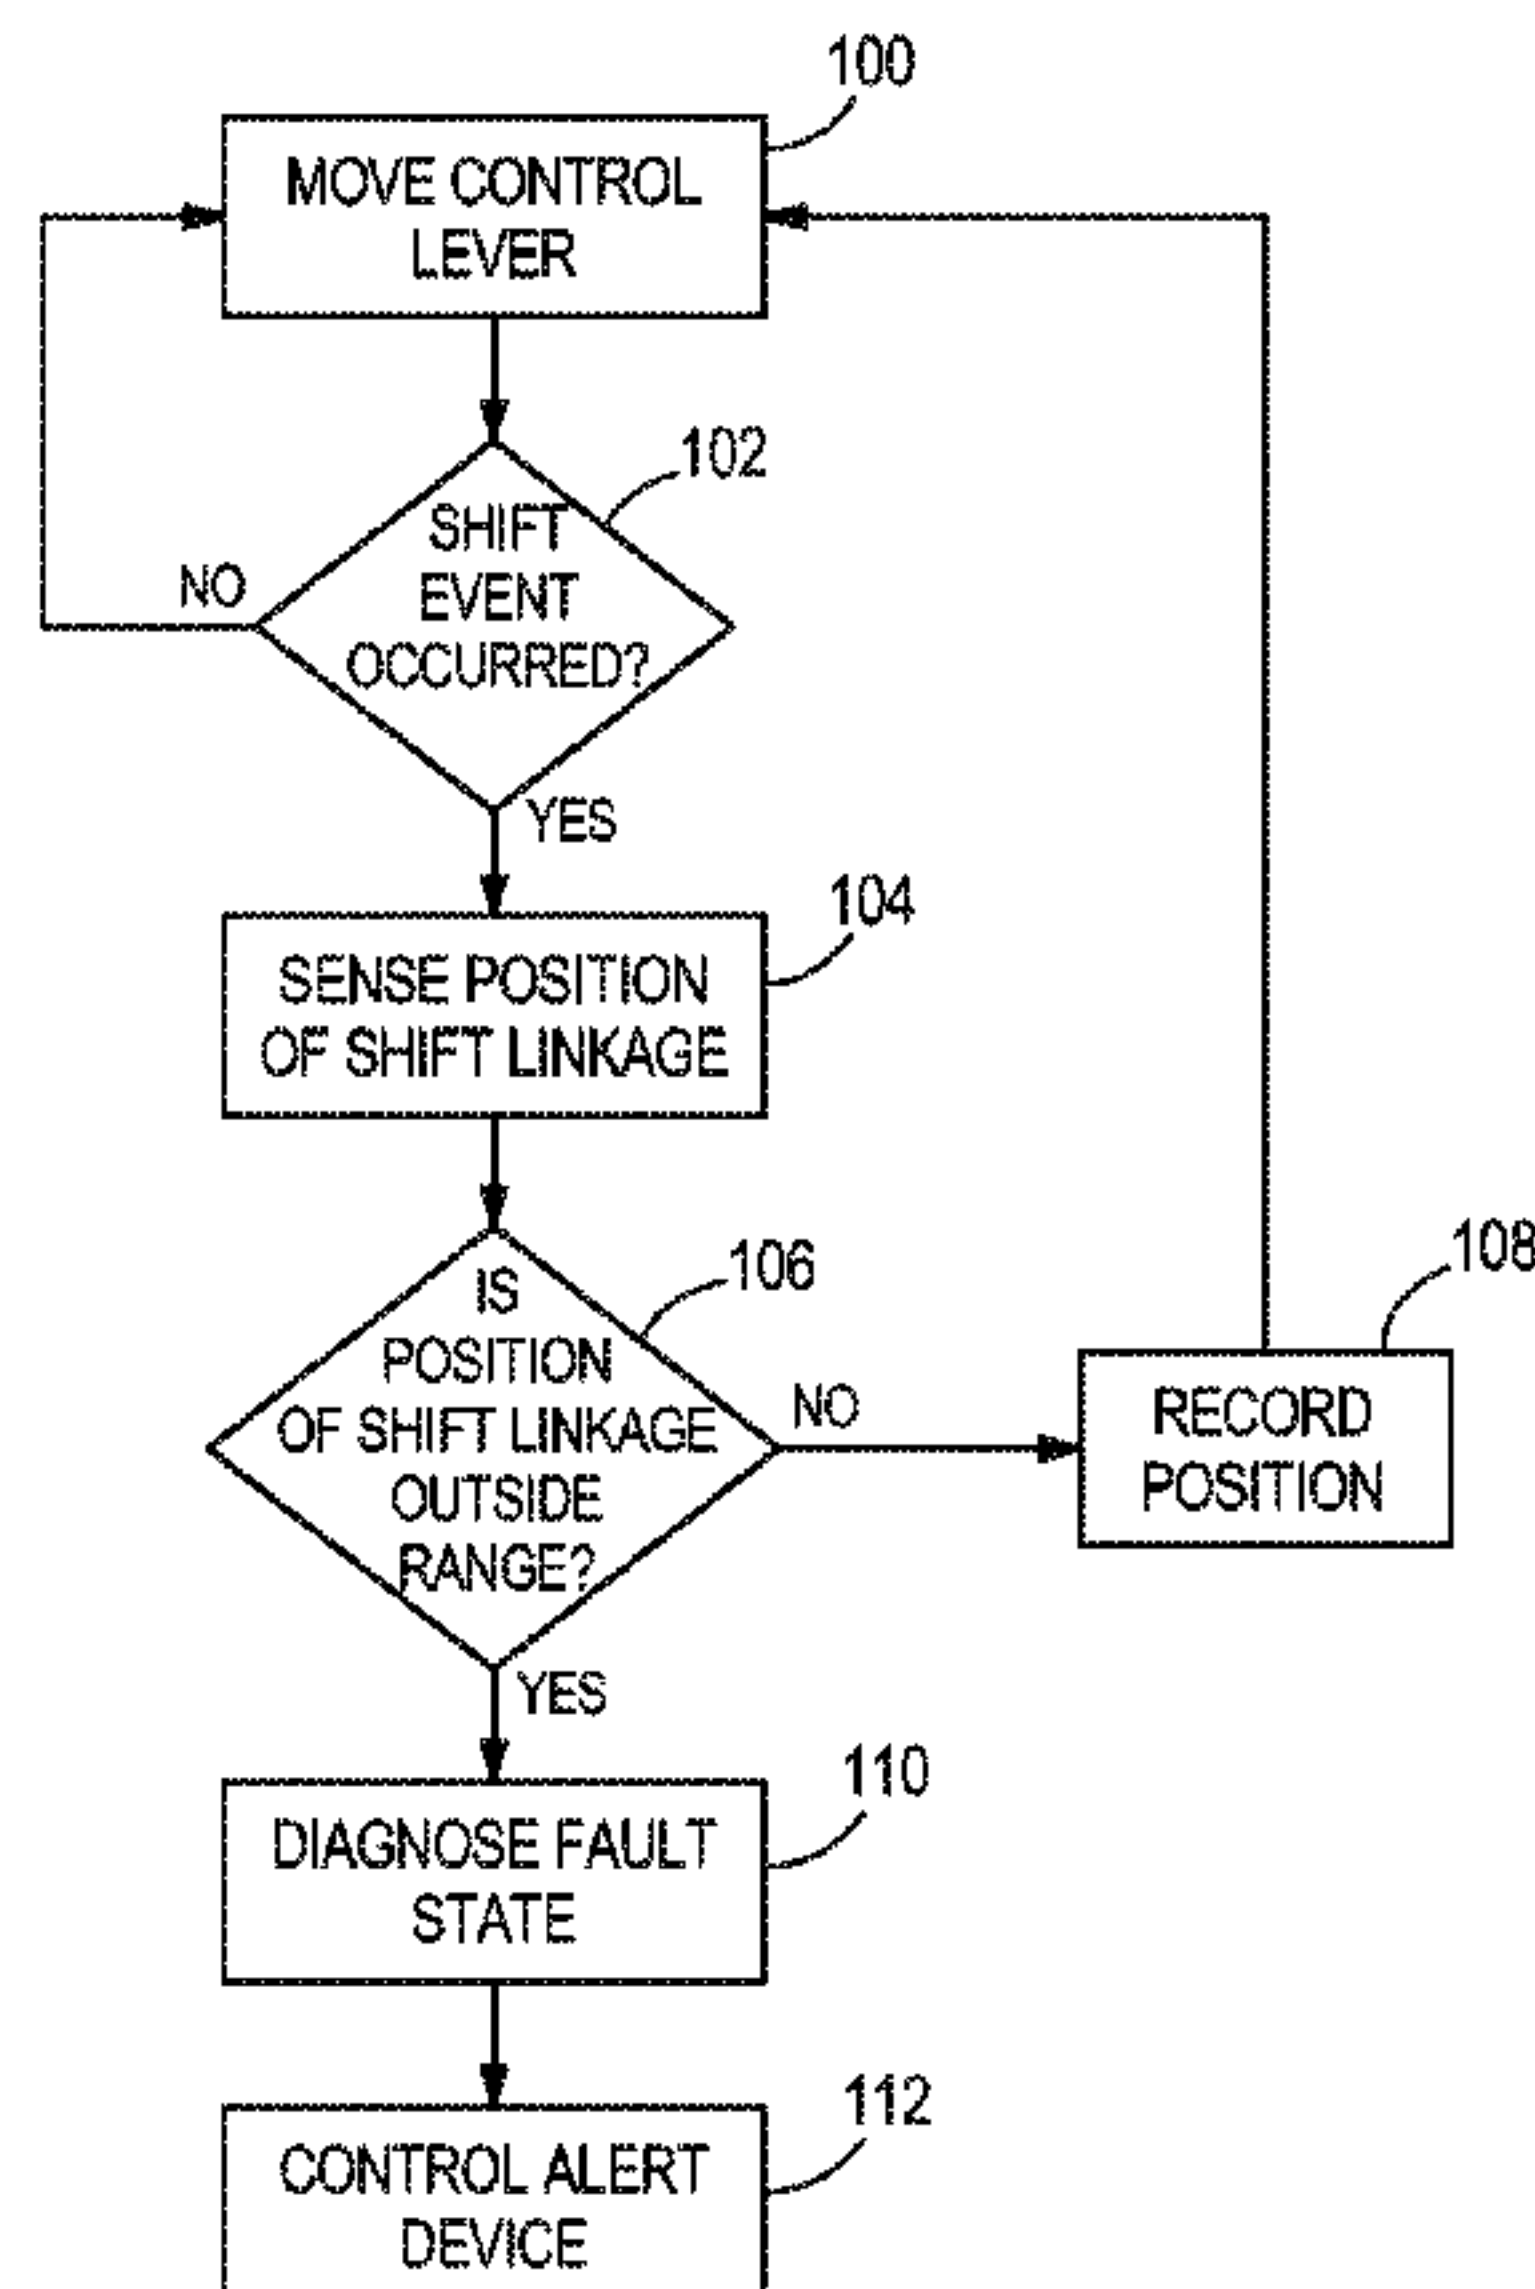 100
MOVE CONTROL
LEVER
102
SHIFT
EVENT
OCCURRED?
NO
YES
104
SENSE POSITION
OF SHIFT LINKAGE
106
IS
POSITION
OF SHIFT LINKAGE
OUTSIDE
RANGE?
NO
108
RECORD
POSITION
YES
110
DIAGNOSE FAULT
STATE
112
CONTROL ALERT
DEVICE